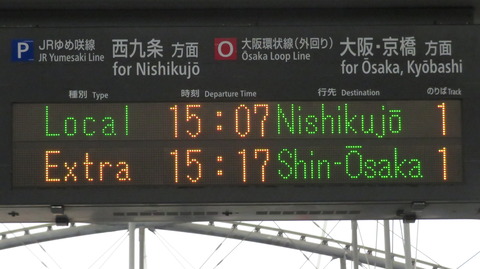 P JRゆめ咲線 西九条 方面 O 大阪環状線(外回り) 大阪・京橋 方面
JR Yumesaki Line for Nishikujō Ōsaka Loop Line for Ōsaka, Kyōbashi
種別 Type 時刻 Departure Time 行先 Destination のりば Track
Local 15:07 Nishikujō 1
Extra 15:17 Shin-Ōsaka 1